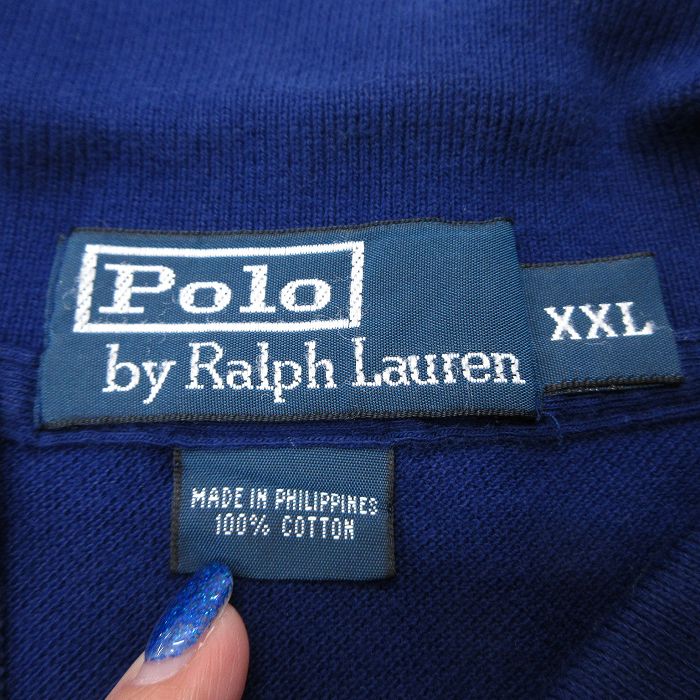 Polo
by Ralph Lauren
XXL
MADE IN PHILIPPINES
100% COTTON